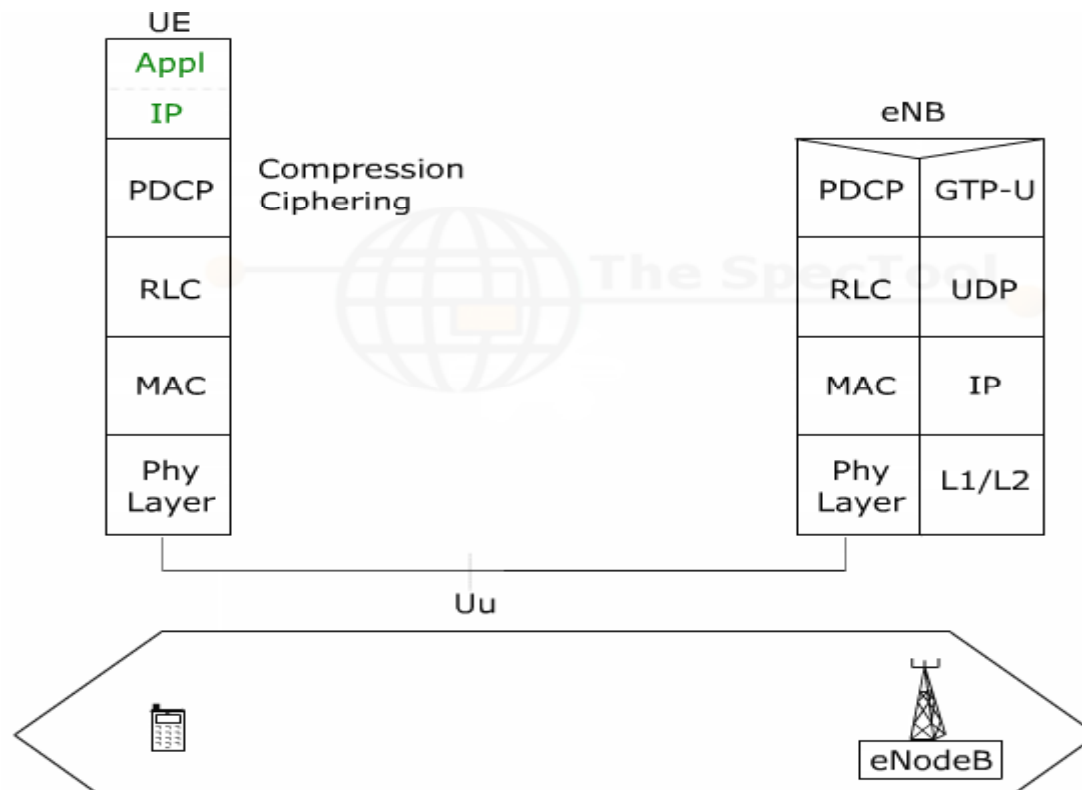 UE
Appl
IP
PDCP
Compression
Ciphering
RLC
MAC
Phy
Layer
eNB
PDCP GTP-U
RLC UDP
MAC IP
Phy
Layer
L1/L2
The SpecTool
Uu
eNodeB